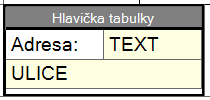 Hlavička tabulky
Adresa: TEXT
ULICE